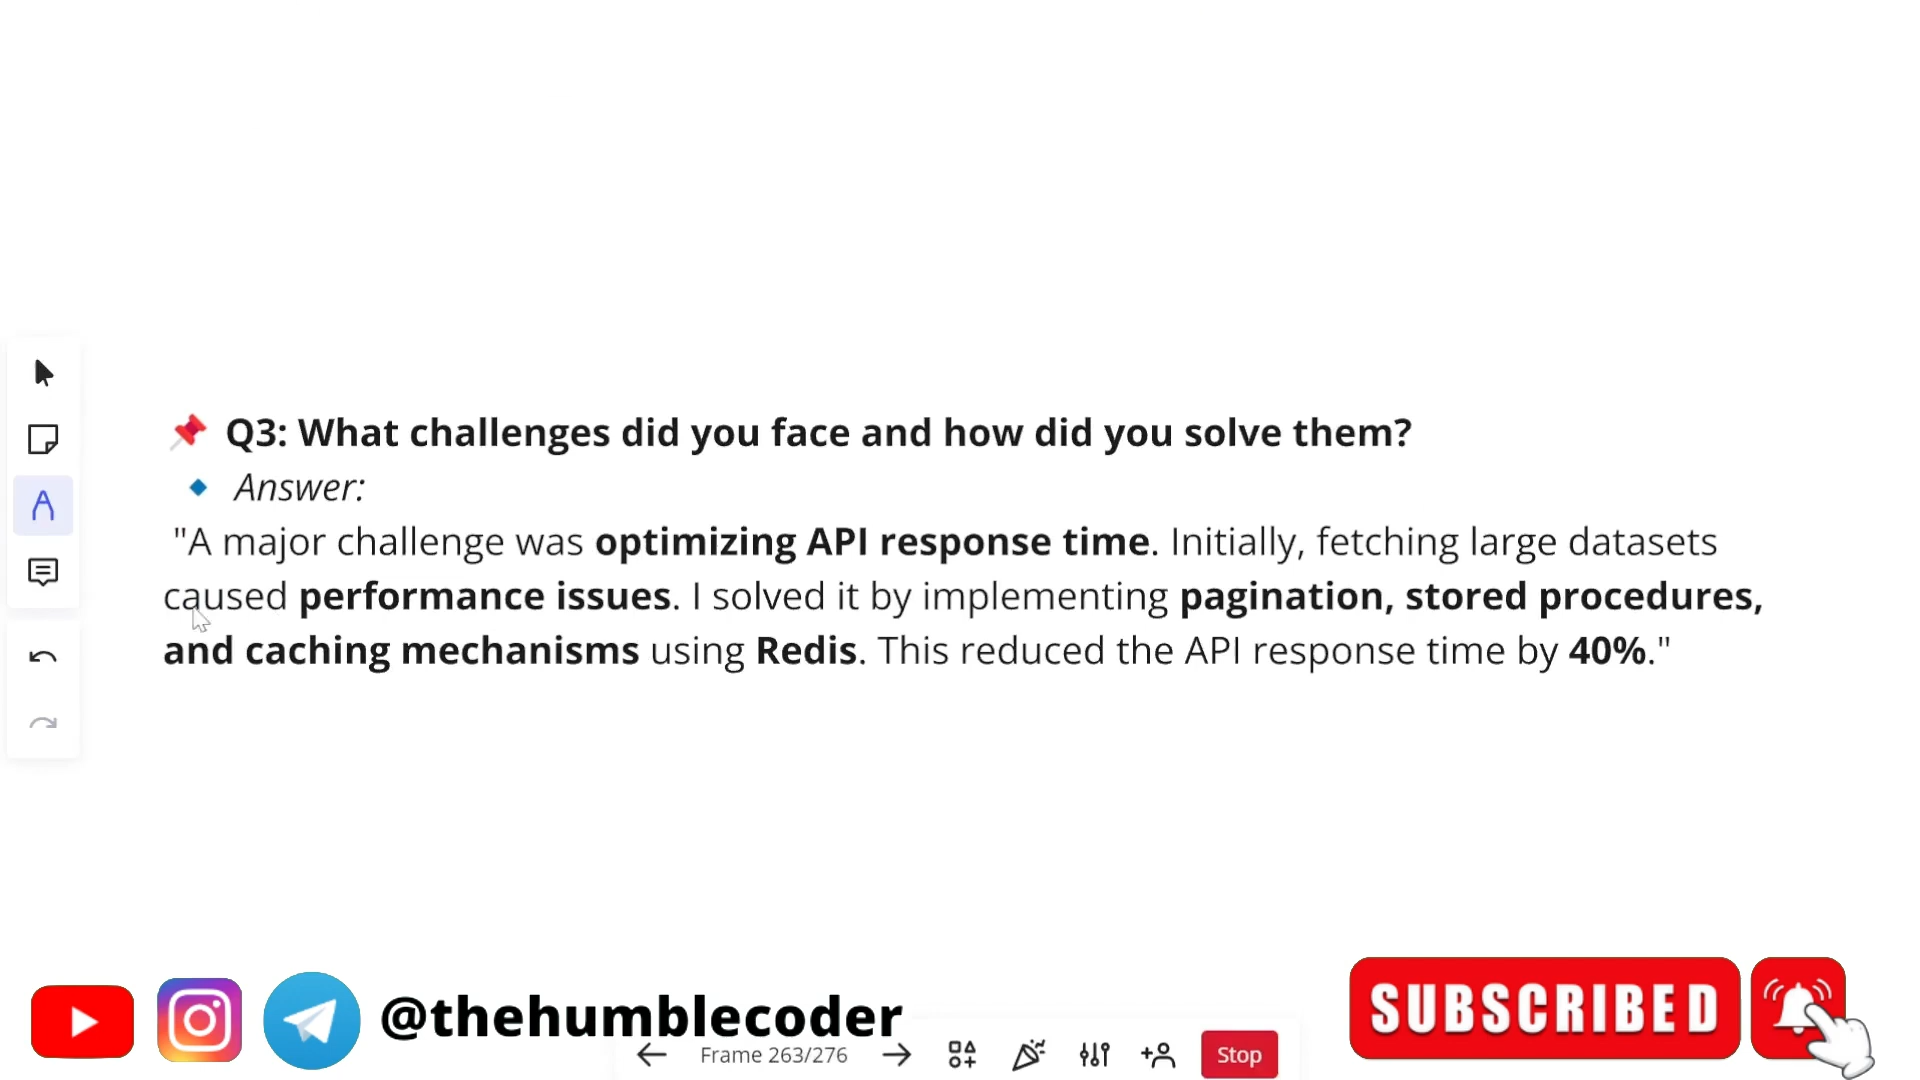 Q3: What challenges did you face and how did you solve them?
Answer:
"A major challenge was optimizing API response time. Initially, fetching large datasets
caused performance issues. I solved it by implementing pagination, stored procedures,
and caching mechanisms using Redis. This reduced the API response time by 40%."
@thehumblecoder
SUBSCRIBED
Frame 263/276
Stop